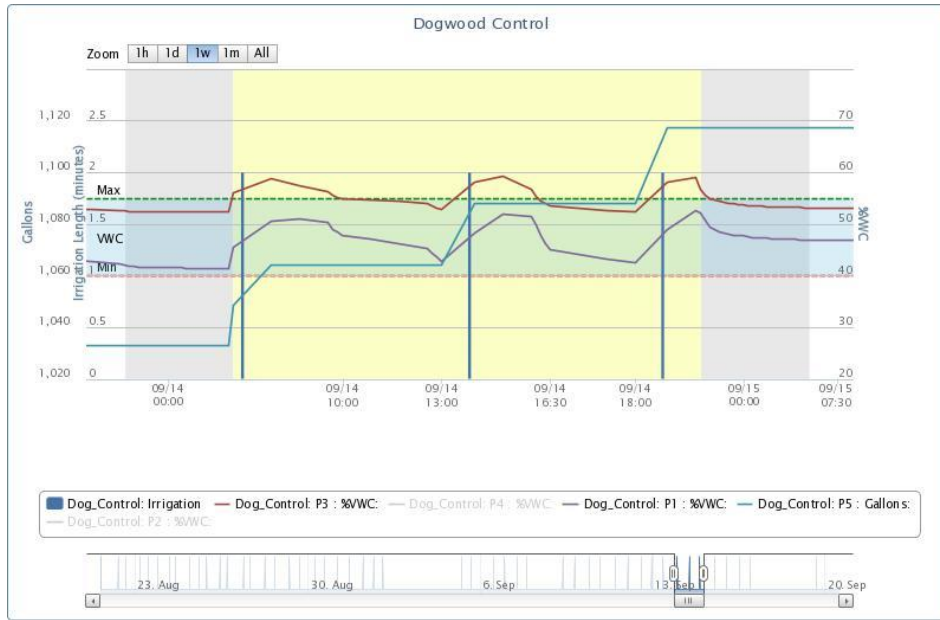 Dogwood Control
Zoom 1h 1d 1w 1m All
Gallons
Irrigation Length (minutes)
%VWC
1,120 2.5 70
1,100 2 60
Max
1,080 1.5 50
VWC
1,060 1 Min 40
1,040 0.5 30
1,020 0 20
09/14 09/14 09/14 09/14 09/14 09/15 09/15
00:00 10:00 13:00 16:30 18:00 00:00 07:30
Dog_Control: Irrigation Dog_Control: P3 : %VWC: Dog_Control: P4 : %VWC: Dog_Control: P1 : %VWC: Dog_Control: P5 : Gallons:
Dog_Control: P2 : %VWC:
23. Aug 30. Aug 6. Sep 13. Sep 20. Sep